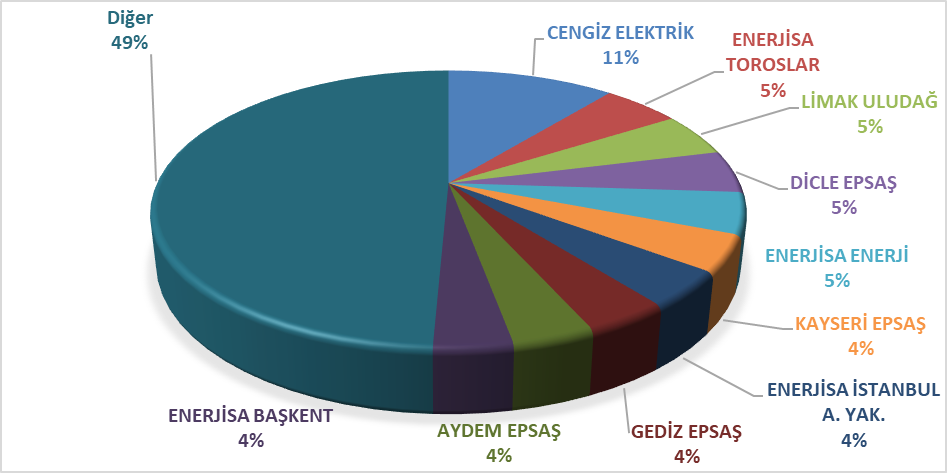 Diğer
49%
CENGİZ ELEKTRİK
11%
ENERJİSA
TOROSLAR
5%
LİMAK ULUDAĞ
5%
DİCLE EPSAŞ
5%
ENERJİSA ENERJİ
5%
KAYSERİ EPSAŞ
4%
ENERJİSA İSTANBUL
A. YAK.
4%
GEDİZ EPSAŞ
4%
AYDEM EPSAŞ
4%
ENERJİSA BAŞKENT
4%